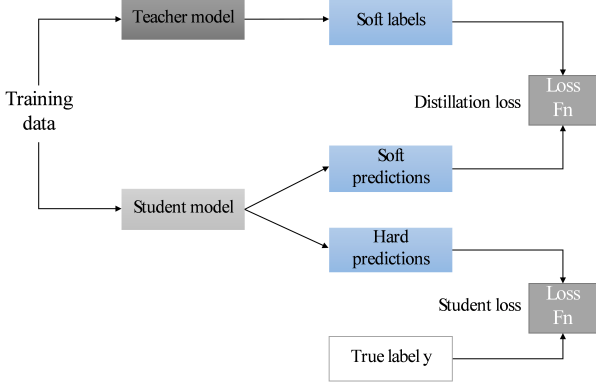 Teacher model
Soft labels
Training
data
Distillation loss
Loss
Fn
Soft
predictions
Student model
Hard
predictions
Student loss
Loss
Fn
True label y